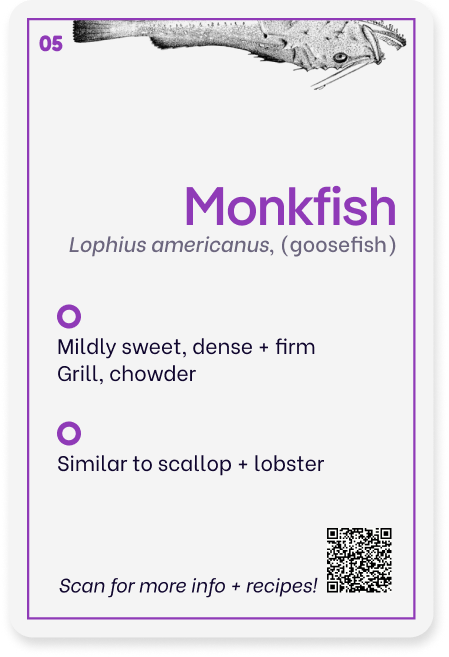 05
Monkfish
Lophius americanus, (goosefish)
Mildly sweet, dense + firm
Grill, chowder
Similar to scallop + lobster
Scan for more info + recipes!